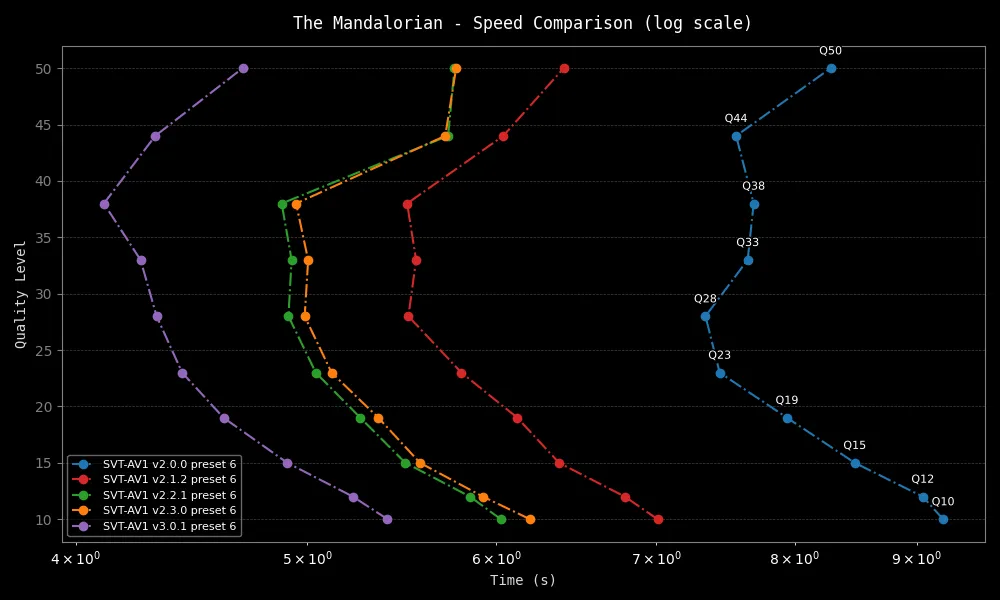 The Mandalorian - Speed Comparison (log scale)
Quality Level
50
45
40
35
30
25
20
15
10
Q50
Q44
Q38
Q33
Q28
Q23
Q19
Q15
Q12
Q10
SVT-AV1 v2.0.0 preset 6
SVT-AV1 v2.1.2 preset 6
SVT-AV1 v2.2.1 preset 6
SVT-AV1 v2.3.0 preset 6
SVT-AV1 v3.0.1 preset 6
4 × 10⁰ 5 × 10⁰ 6 × 10⁰ 7 × 10⁰ 8 × 10⁰ 9 × 10⁰
Time (s)